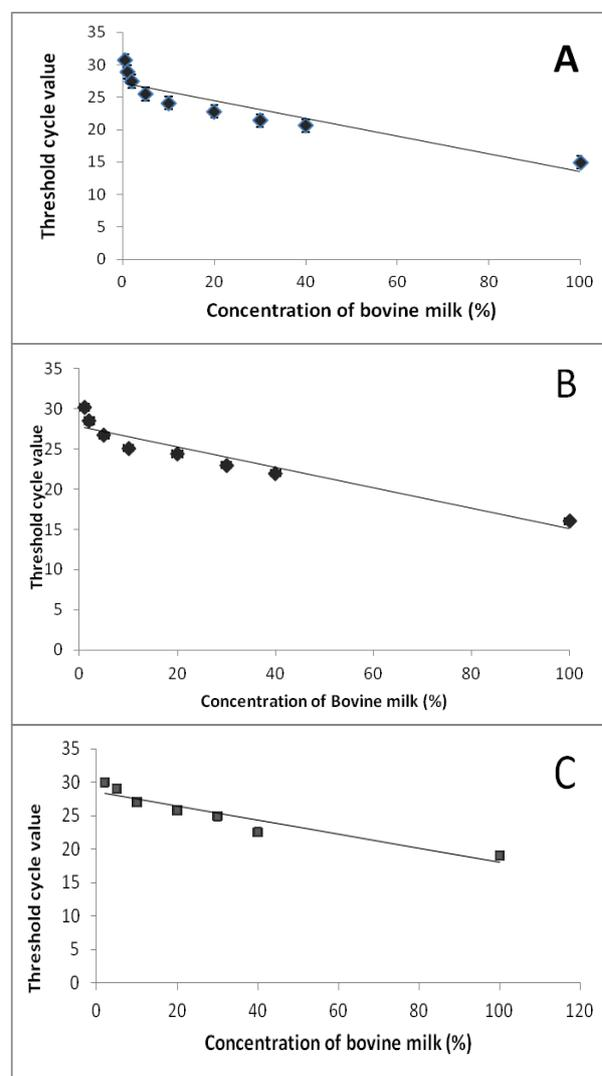 A
Threshold cycle value
35
30
25
20
15
10
5
0
0 20 40 60 80 100
Concentration of bovine milk (%)
B
Threshold cycle value
35
30
25
20
15
10
5
0
0 20 40 60 80 100
Concentration of Bovine milk (%)
C
Threshold cycle value
35
30
25
20
15
10
5
0
0 20 40 60 80 100 120
Concentration of bovine milk (%)